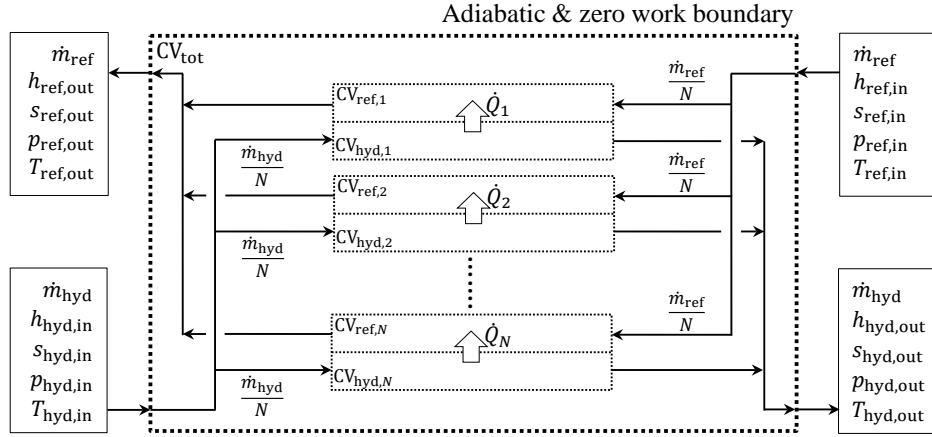 Adiabatic & zero work boundary
ṁ_ref
h_ref,out
s_ref,out
p_ref,out
T_ref,out
CV_tot
CV_ref,1
Q̇_1
CV_hyd,1
ṁ_ref/N
ṁ_hyd/N
CV_ref,2
Q̇_2
CV_hyd,2
ṁ_ref/N
ṁ_hyd/N
CV_ref,N
Q̇_N
CV_hyd,N
ṁ_ref/N
ṁ_hyd/N
ṁ_ref
h_ref,in
s_ref,in
p_ref,in
T_ref,in
ṁ_hyd
h_hyd,in
s_hyd,in
p_hyd,in
T_hyd,in
ṁ_hyd
h_hyd,out
s_hyd,out
p_hyd,out
T_hyd,out